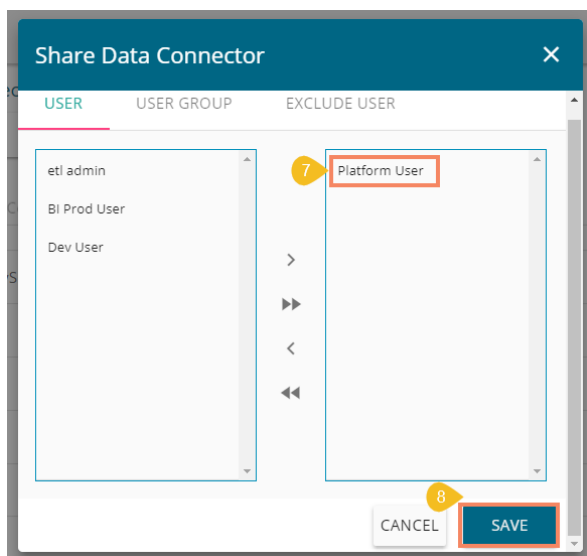 Share Data Connector
USER USER GROUP EXCLUDE USER
etl admin
BI Prod User
Dev User
7 Platform User
8
CANCEL SAVE